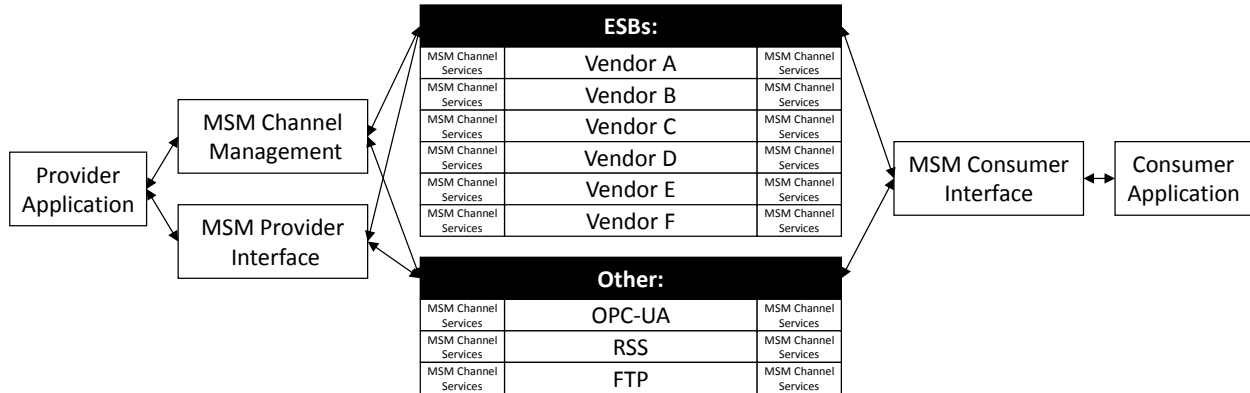 Provider
Application
MSM Channel
Management
MSM Provider
Interface
ESBs:
MSM Channel
Services
Vendor A
MSM Channel
Services
MSM Channel
Services
Vendor B
MSM Channel
Services
MSM Channel
Services
Vendor C
MSM Channel
Services
MSM Channel
Services
Vendor D
MSM Channel
Services
MSM Channel
Services
Vendor E
MSM Channel
Services
MSM Channel
Services
Vendor F
MSM Channel
Services
Other:
MSM Channel
Services
OPC-UA
MSM Channel
Services
MSM Channel
Services
RSS
MSM Channel
Services
MSM Channel
Services
FTP
MSM Channel
Services
MSM Consumer
Interface
Consumer
Application